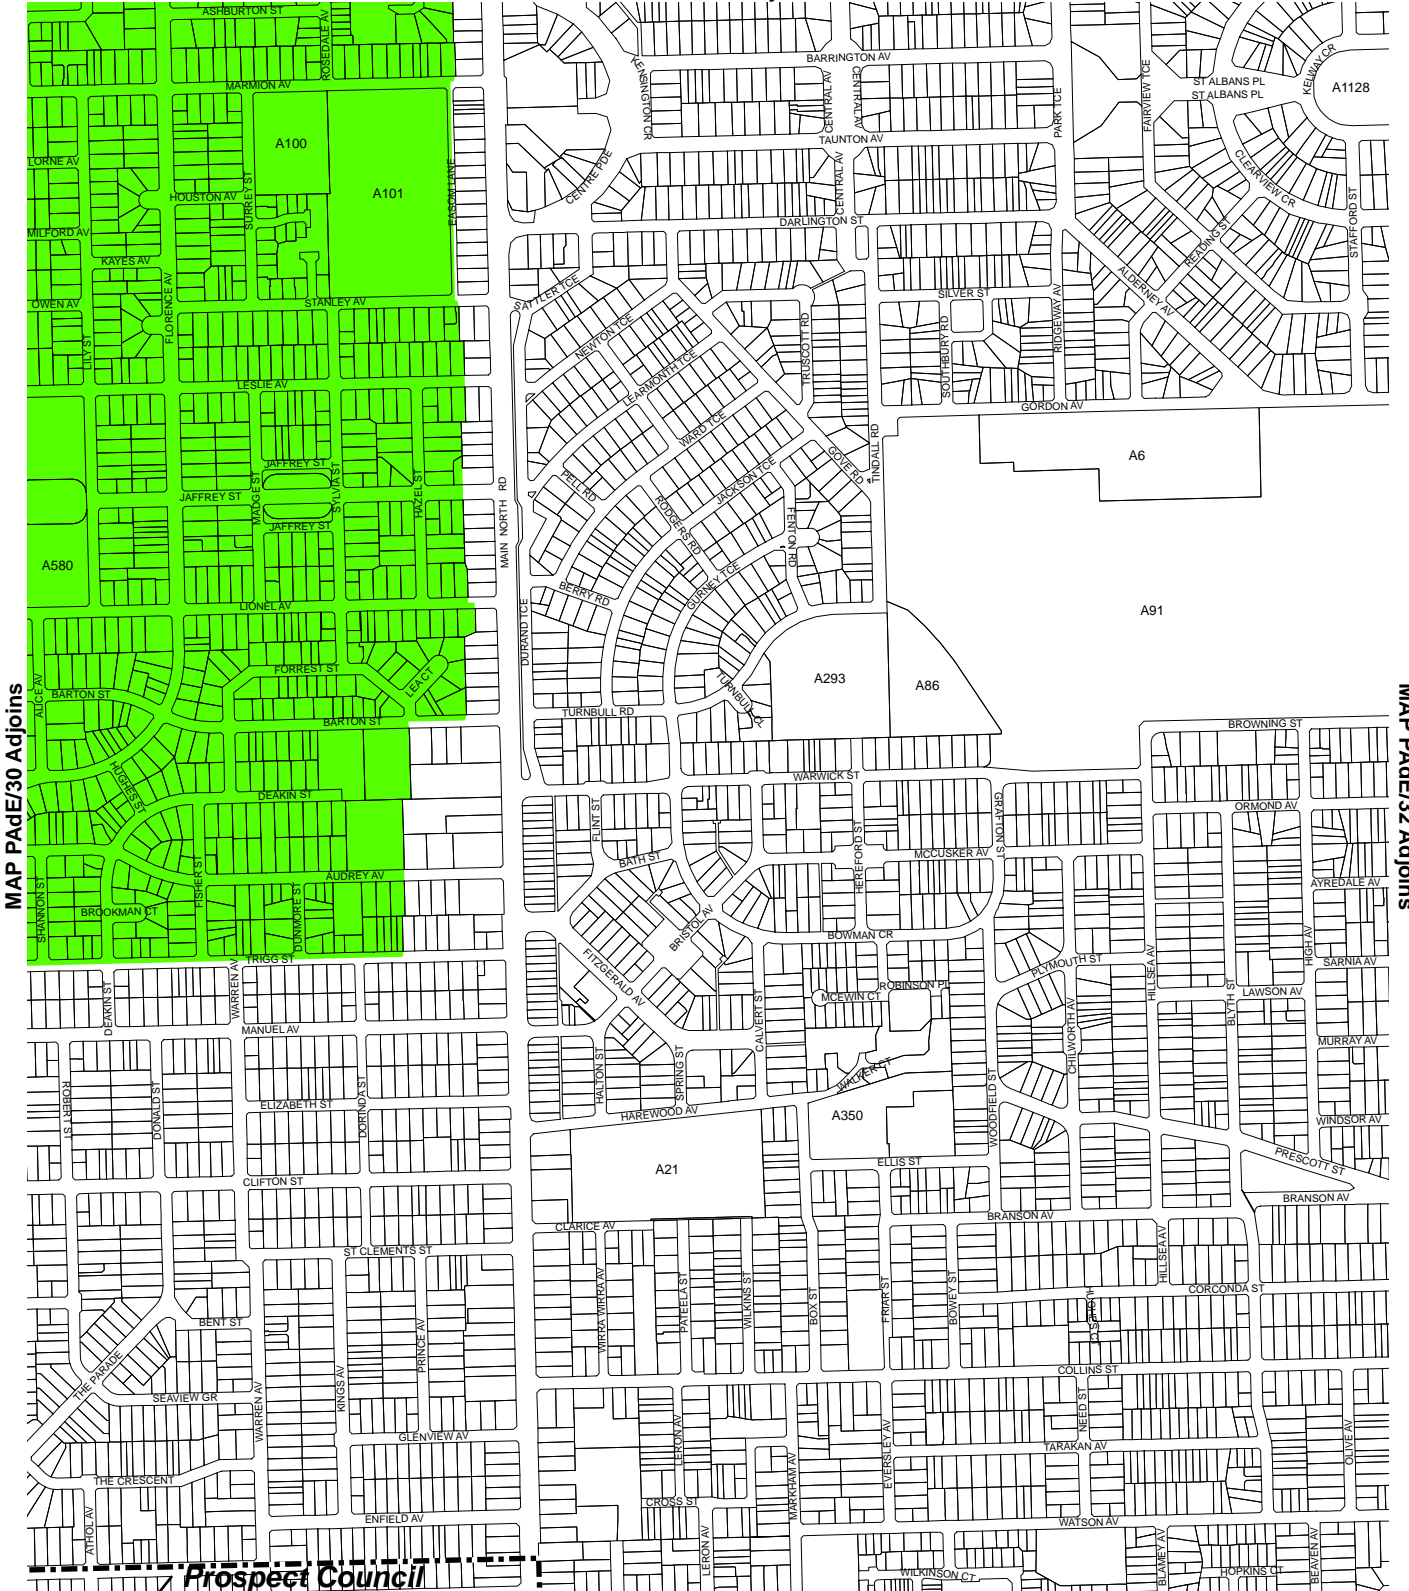 ASHBURTON ST
ROSEDALE AV
MARMION AV
A100
A101
LORNE AV
HOUSTON AV
SURREY ST
EASOM LANE
MILFORD AV
KAYES AV
OWEN AV
FLORENCE AV
STANLEY AV
LILY ST
LESLIE AV
JAFFREY ST
JAFFREY ST
JAFFREY ST
MADGE ST
SYLVIA ST
HAZEL ST
MAIN NORTH RD
A580
LIONEL AV
FORREST ST
LEA CT
ALICE AV
BARTON ST
BARTON ST
HUGHES ST
DEAKIN ST
FISHER ST
AUDREY AV
DUNMORE ST
BROOKMAN CT
SHANNON ST
TRIGG ST
MAP PAdE/30 Adjoins
BARRINGTON AV
KENSINGTON CR
CENTRAL AV
CENTRAL AV
TAUNTON AV
CENTRAL AV
CENTRE PDE
DARLINGTON ST
PARK TCE
FAIRVIEW TCE
ST ALBANS PL
ST ALBANS PL
KELWAY CR
A1128
CLEARVIEW CR
STAFFORD ST
READING ST
ALDERNEY AV
SATTLER TCE
NEWTON TCE
LEARMONTH TCE
WARD TCE
TRUSCOTT RD
SILVER ST
SOUTHBURY RD
RIDGEWAY AV
GORDON AV
TINDALL RD
GOVE RD
JACKSON TCE
PELL RD
RODGERS RD
FENTON RD
GURNEY TCE
BERRY RD
DURAND TCE
TURNBULL RD
TURNBULL CL
A6
A91
A293
A86
BROWNING ST
MAP PAdE/32 Adjoins
WARWICK ST
ORMOND AV
GRAFTON ST
FLINT ST
HEREFORD ST
MCCUSKER AV
BATH ST
AYREDALE AV
BRISTOL AV
BOWMAN CR
HILLSEA AV
HIGH AV
SARNIA AV
PLYMOUTH ST
FITZGERALD AV
ROBINSON PL
MCEWIN CT
LAWSON AV
BLYTH ST
CALVERT ST
CHILWORTH AV
MURRAY AV
WALKER CT
HALTON ST
SPRING ST
WOODFIELD ST
HAREWOOD AV
A350
WINDSOR AV
A21
ELLIS ST
PRESCOTT ST
BRANSON AV
BRANSON AV
CLARICE AV
DEAKIN ST
WARREN AV
MANUEL AV
ROBERT ST
DONALD ST
ELIZABETH ST
DORINDA ST
CLIFTON ST
ST CLEMENTS ST
WIRRA WIRRA AV
PATEELA ST
WILKINS ST
BOX ST
FRIAR ST
BOWEY ST
HILLSEA AV
CORCONDA ST
HUGHES CT
BENT ST
THE PARADE
PRINCE AV
KINGS AV
SEAVIEW GR
WARREN AV
COLLINS ST
NEED ST
GLENVIEW AV
LERON AV
EVERSLEY AV
TARAKAN AV
OLIVE AV
THE CRESCENT
MARKHAM AV
CROSS ST
ENFIELD AV
ATHOL AV
WATSON AV
LERON AV
WILKINSON CT
BLAMEY AV
HOPKINS CT
BEAVEN AV
Prospect Council